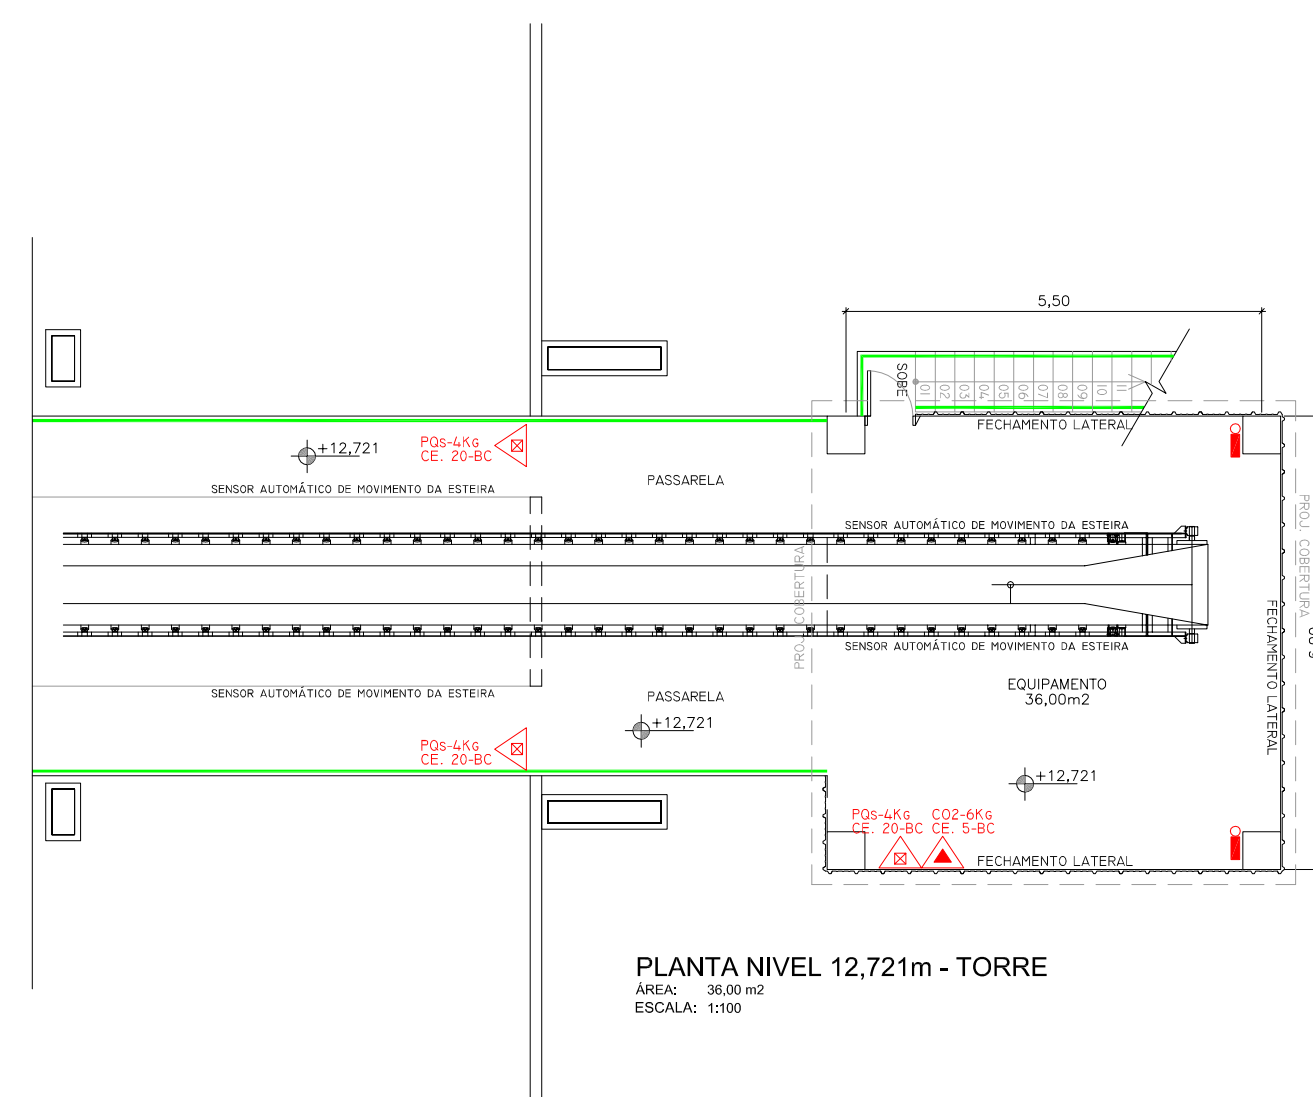 5,50
SOBE
01
02
03
04
05
06
07
08
09
10
11
FECHAMENTO LATERAL
PQs-4Kg
CE. 20-BC
+12,721
PASSARELA
SENSOR AUTOMÁTICO DE MOVIMENTO DA ESTEIRA
SENSOR AUTOMÁTICO DE MOVIMENTO DA ESTEIRA
PROJ. COBERTURA
PROJ. COBERTURA
FECHAMENTO LATERAL
SENSOR AUTOMÁTICO DE MOVIMENTO DA ESTEIRA
EQUIPAMENTO
36,00m2
SENSOR AUTOMÁTICO DE MOVIMENTO DA ESTEIRA
PASSARELA
+12,721
PQs-4Kg
CE. 20-BC
+12,721
PQs-4Kg
CE. 20-BC
CO2-6Kg
CE. 5-BC
FECHAMENTO LATERAL
PLANTA NIVEL 12,721m - TORRE
ÁREA: 36,00 m2
ESCALA: 1:100